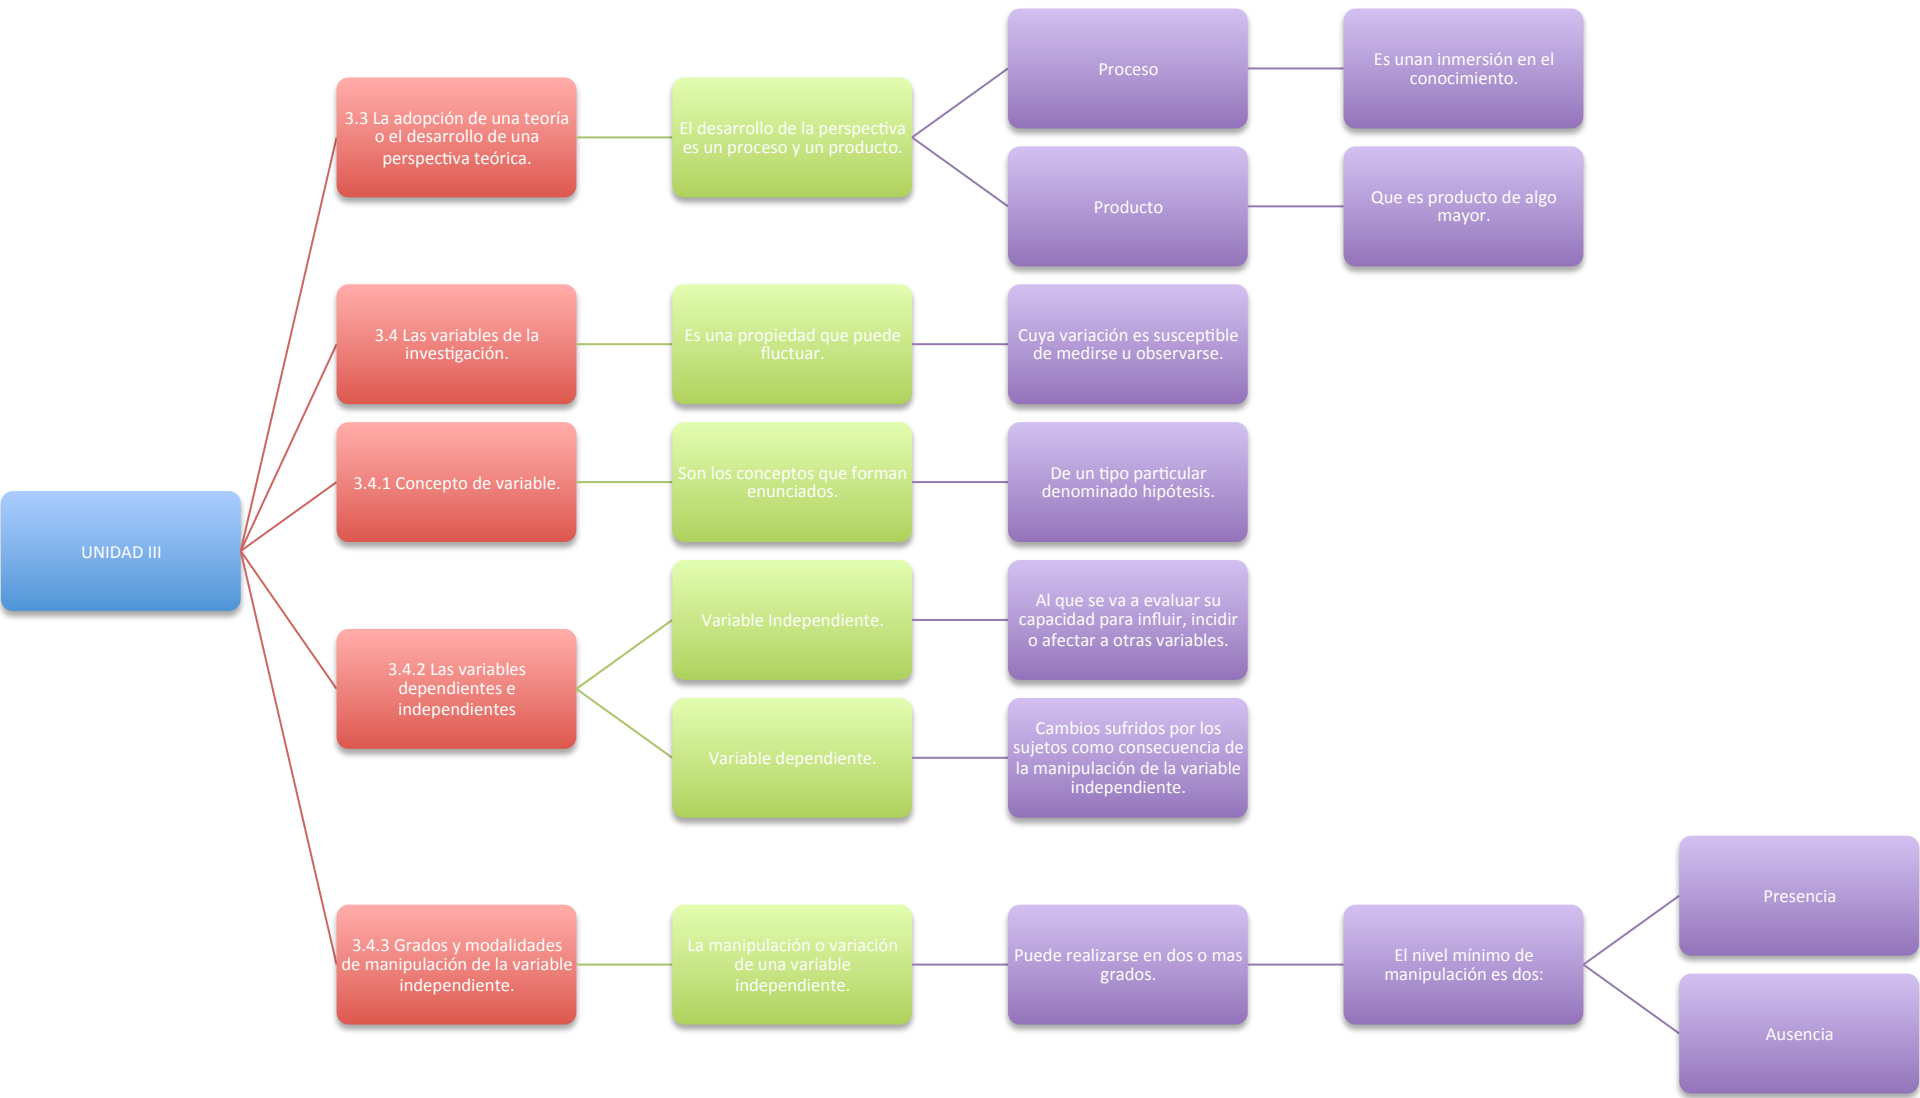 UNIDAD III
3.3 La adopción de una teoría
o el desarrollo de una
perspectiva teórica.
El desarrollo de la perspectiva
es un proceso y un producto.
Proceso
Es unan inmersión en el
conocimiento.
Producto
Que es producto de algo
mayor.
3.4 Las variables de la
investigación.
Es una propiedad que puede
fluctuar.
Cuya variación es susceptible
de medirse u observarse.
3.4.1 Concepto de variable.
Son los conceptos que forman
enunciados.
De un tipo particular
denominado hipótesis.
3.4.2 Las variables
dependientes e
independientes
Variable Independiente.
Al que se va a evaluar su
capacidad para influir, incidir
o afectar a otras variables.
Variable dependiente.
Cambios sufridos por los
sujetos como consecuencia de
la manipulación de la variable
independiente.
3.4.3 Grados y modalidades
de manipulación de la variable
independiente.
La manipulación o variación
de una variable
independiente.
Puede realizarse en dos o mas
grados.
El nivel mínimo de
manipulación es dos:
Presencia
Ausencia